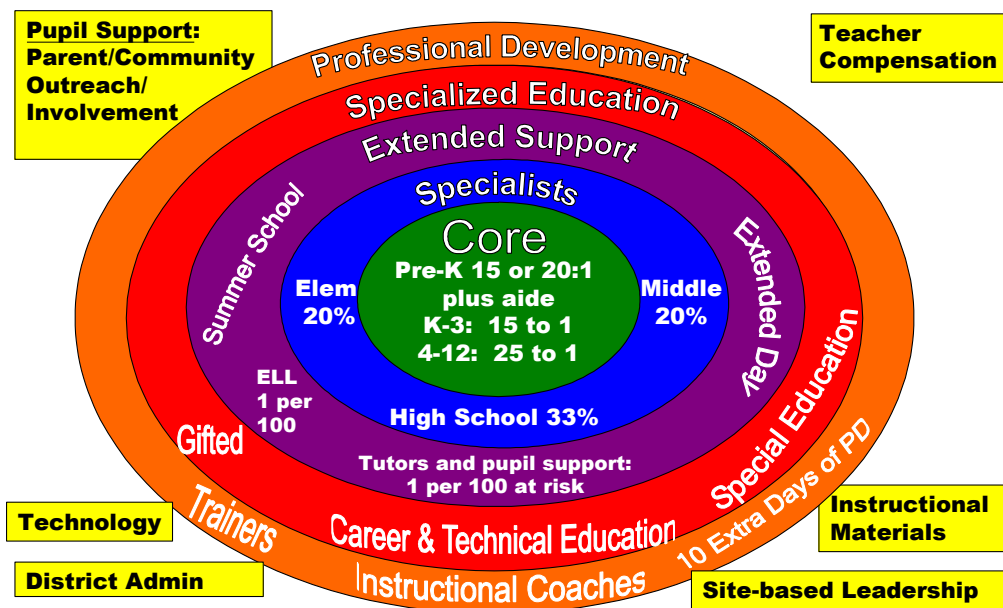 Pupil Support:
Parent/Community
Outreach/
Involvement
Teacher
Compensation
Professional Development
Specialized Education
Extended Support
Specialists
Core
Pre-K 15 or 20:1
plus aide
K-3: 15 to 1
4-12: 25 to 1
Elem
20%
Middle
20%
High School 33%
Summer School
Extended Day
ELL
1 per
100
Tutors and pupil support:
1 per 100 at risk
Gifted
Career & Technical Education
Special Education
Trainers
Instructional Coaches
10 Extra Days of PD
Technology
District Admin
Instructional
Materials
Site-based Leadership